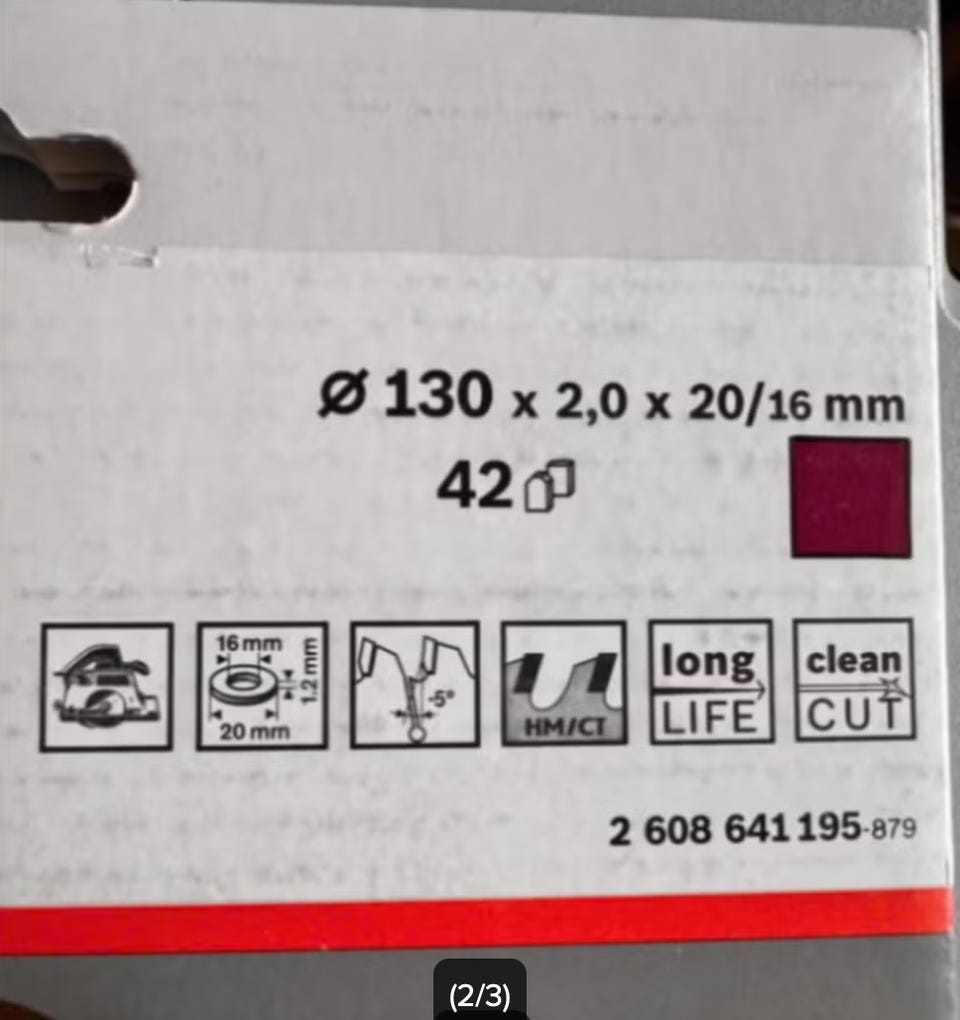 Ø 130 x 2,0 x 20/16 mm
42
16 mm
1.2 mm
20 mm
-5°
HM/CT
long
LIFE
clean
CUT
2 608 641 195-879
(2/3)